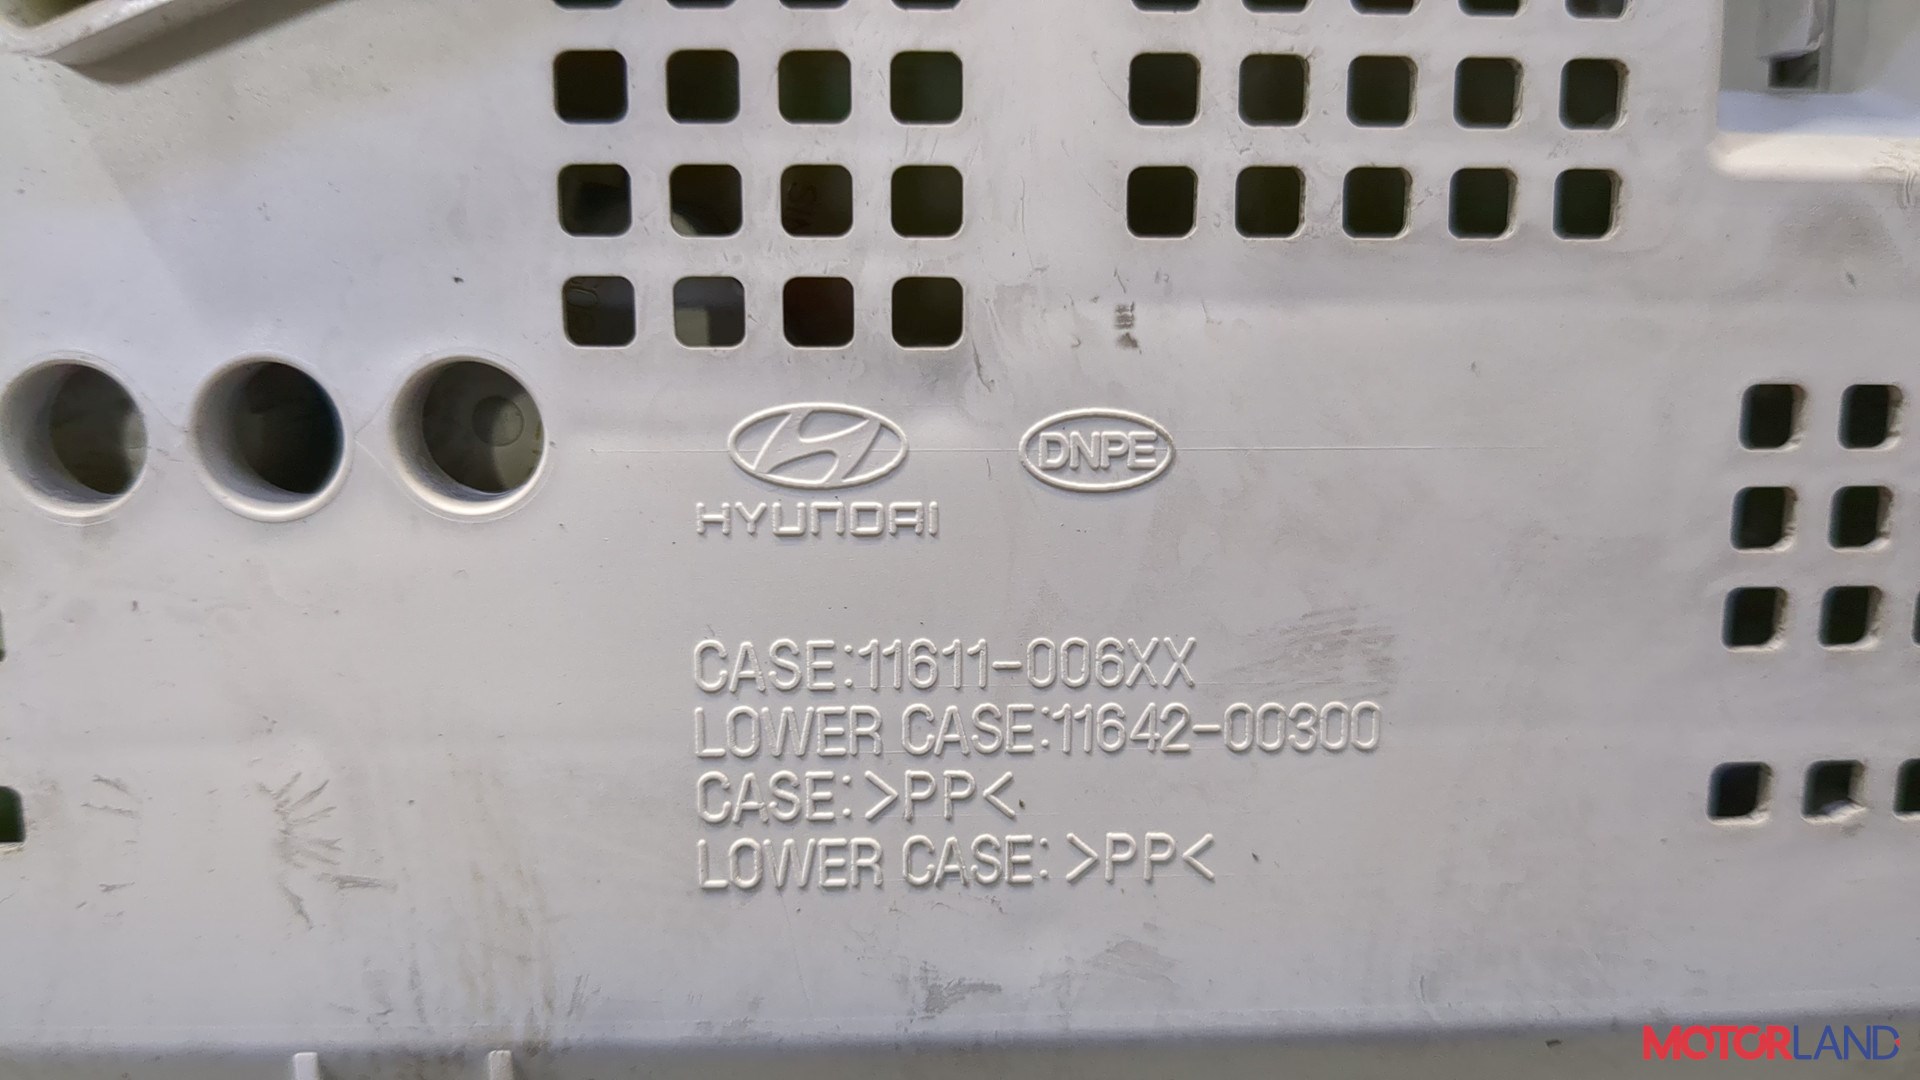 DNPE
HYUNDAI
CASE:11611-006XX
LOWER CASE:11642-00300
CASE: >PP<
LOWER CASE: >PP<
MOTORLAND